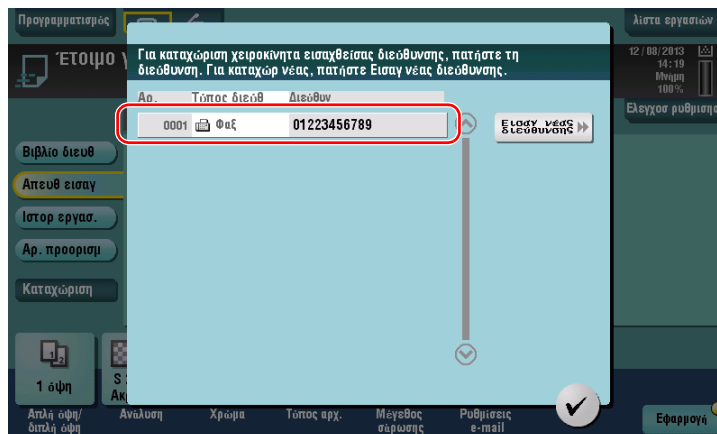 Προγραμματισμός
λίστα εργασιών
Έτοιμο γ
12/08/2013
14:19
Μνήμη
100%
Έλεγχοσ ρυθμιση
Για καταχώριση χειροκίνητα εισαχθείσας διεύθυνσης, πατήστε τη
διεύθυνση. Για καταχώρ νέας, πατήστε Εισαγ νέας διεύθυνσης.
Αρ. Τύπος διεύθ Διεύθυν
0001 Φαξ 01223456789
Εισαγ νέας
διεύθυνσης
Βιβλίο διευθ
Απευθ εισαγ
Ιστορ εργασ.
Αρ. προορισμ
Καταχώριση
1 όψη
S
Ακ
Απλή όψη/
διπλή όψη
Ανάλυση
Χρώμα
Τύπος αρχ.
Μέγεθος
σάρωσης
Ρυθμίσεις
e-mail
Εφαρμογή